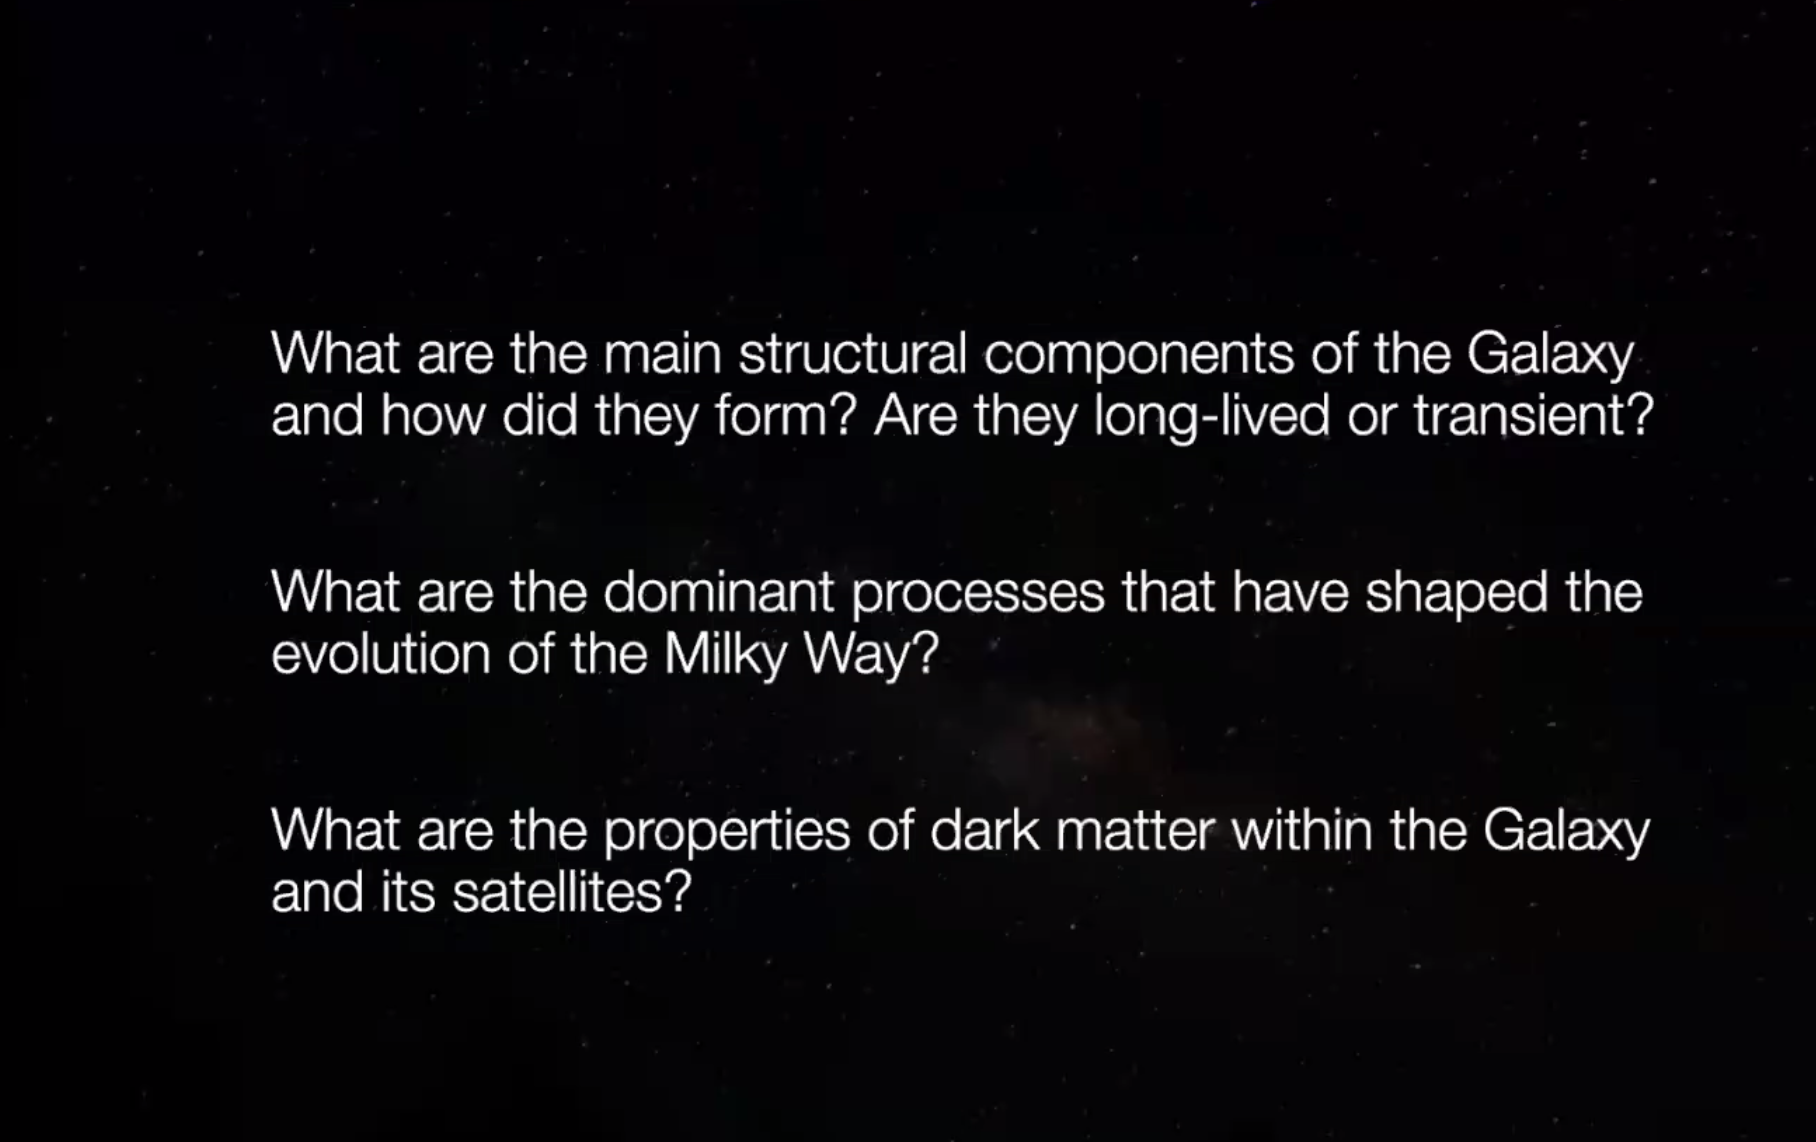 What are the main structural components of the Galaxy
and how did they form? Are they long-lived or transient?
What are the dominant processes that have shaped the
evolution of the Milky Way?
What are the properties of dark matter within the Galaxy
and its satellites?